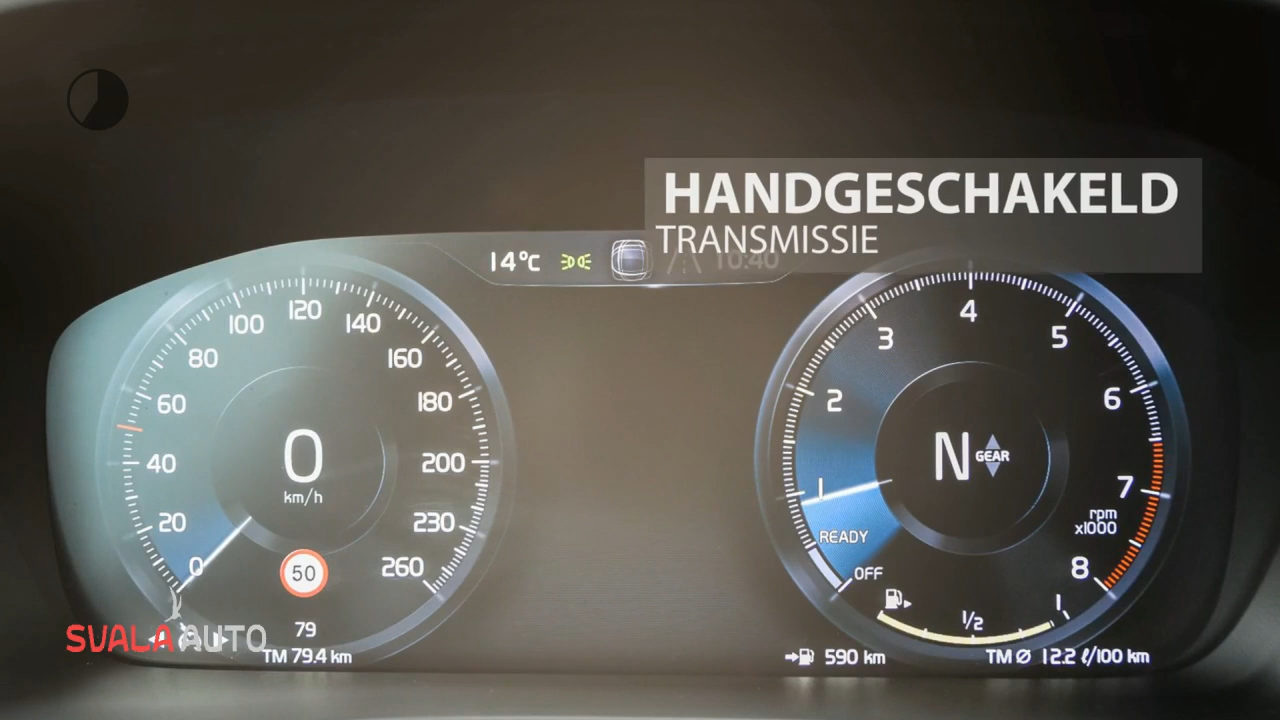 HANDGESCHAKELD
TRANSMISSIE
14°C
10:40
0
20
40
60
80
100
120
140
160
180
200
230
260
0
km/h
50
79
TM 79.4 km
SVALA AUTO
OFF
READY
1
2
3
4
5
6
7
8
rpm
x1000
N GEAR
1/2
1
590 km
TM Ø 12.2 ℓ/100 km